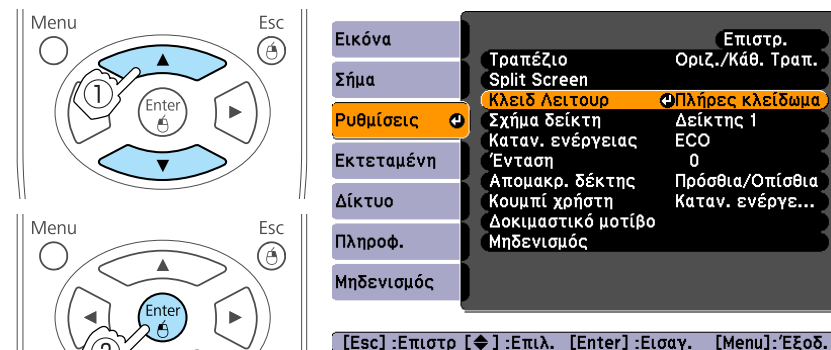 Menu
Esc
1
Enter
Menu
Esc
Enter
2
Εικόνα
Σήμα
Ρυθμίσεις
Εκτεταμένη
Δίκτυο
Πληροφ.
Μηδενισμός
Επιστρ.
Τραπέζιο Οριζ./Κάθ. Τραπ.
Split Screen
Κλειδ Λειτουρ Πλήρες κλείδωμα
Σχήμα δείκτη Δείκτης 1
Καταν. ενέργειας ECO
Ένταση 0
Απομακρ. δέκτης Πρόσθια/Οπίσθια
Κουμπί χρήστη Καταν. ενέργε...
Δοκιμαστικό μοτίβο
Μηδενισμός
[Esc] :Επιστρ [◆] :Επιλ. [Enter] :Εισαγ. [Menu]:Έξοδ.